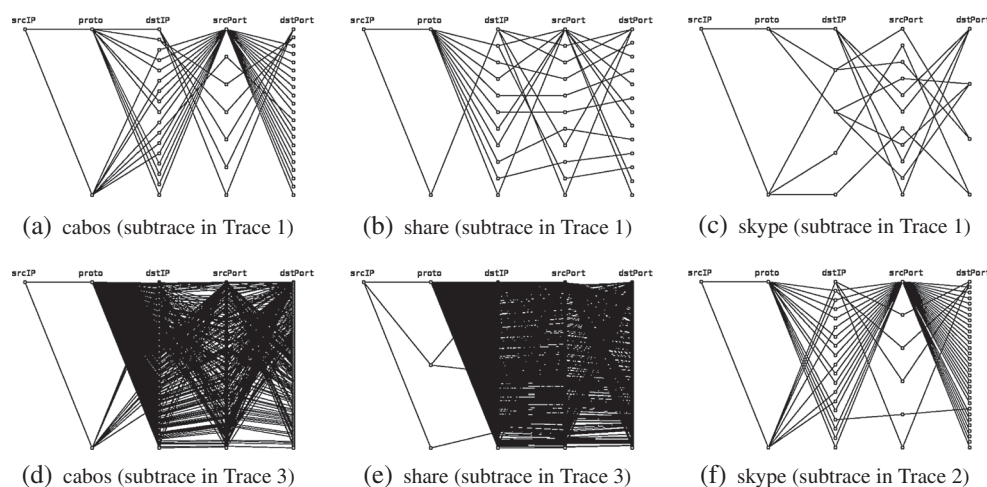 srcIP proto dstIP srcPort dstPort
srcIP proto dstIP srcPort dstPort
srcIP proto dstIP srcPort dstPort
(a) cabos (subtrace in Trace 1)
(b) share (subtrace in Trace 1)
(c) skype (subtrace in Trace 1)
srcIP proto dstIP srcPort dstPort
srcIP proto dstIP srcPort dstPort
srcIP proto dstIP srcPort dstPort
(d) cabos (subtrace in Trace 3)
(e) share (subtrace in Trace 3)
(f) skype (subtrace in Trace 2)